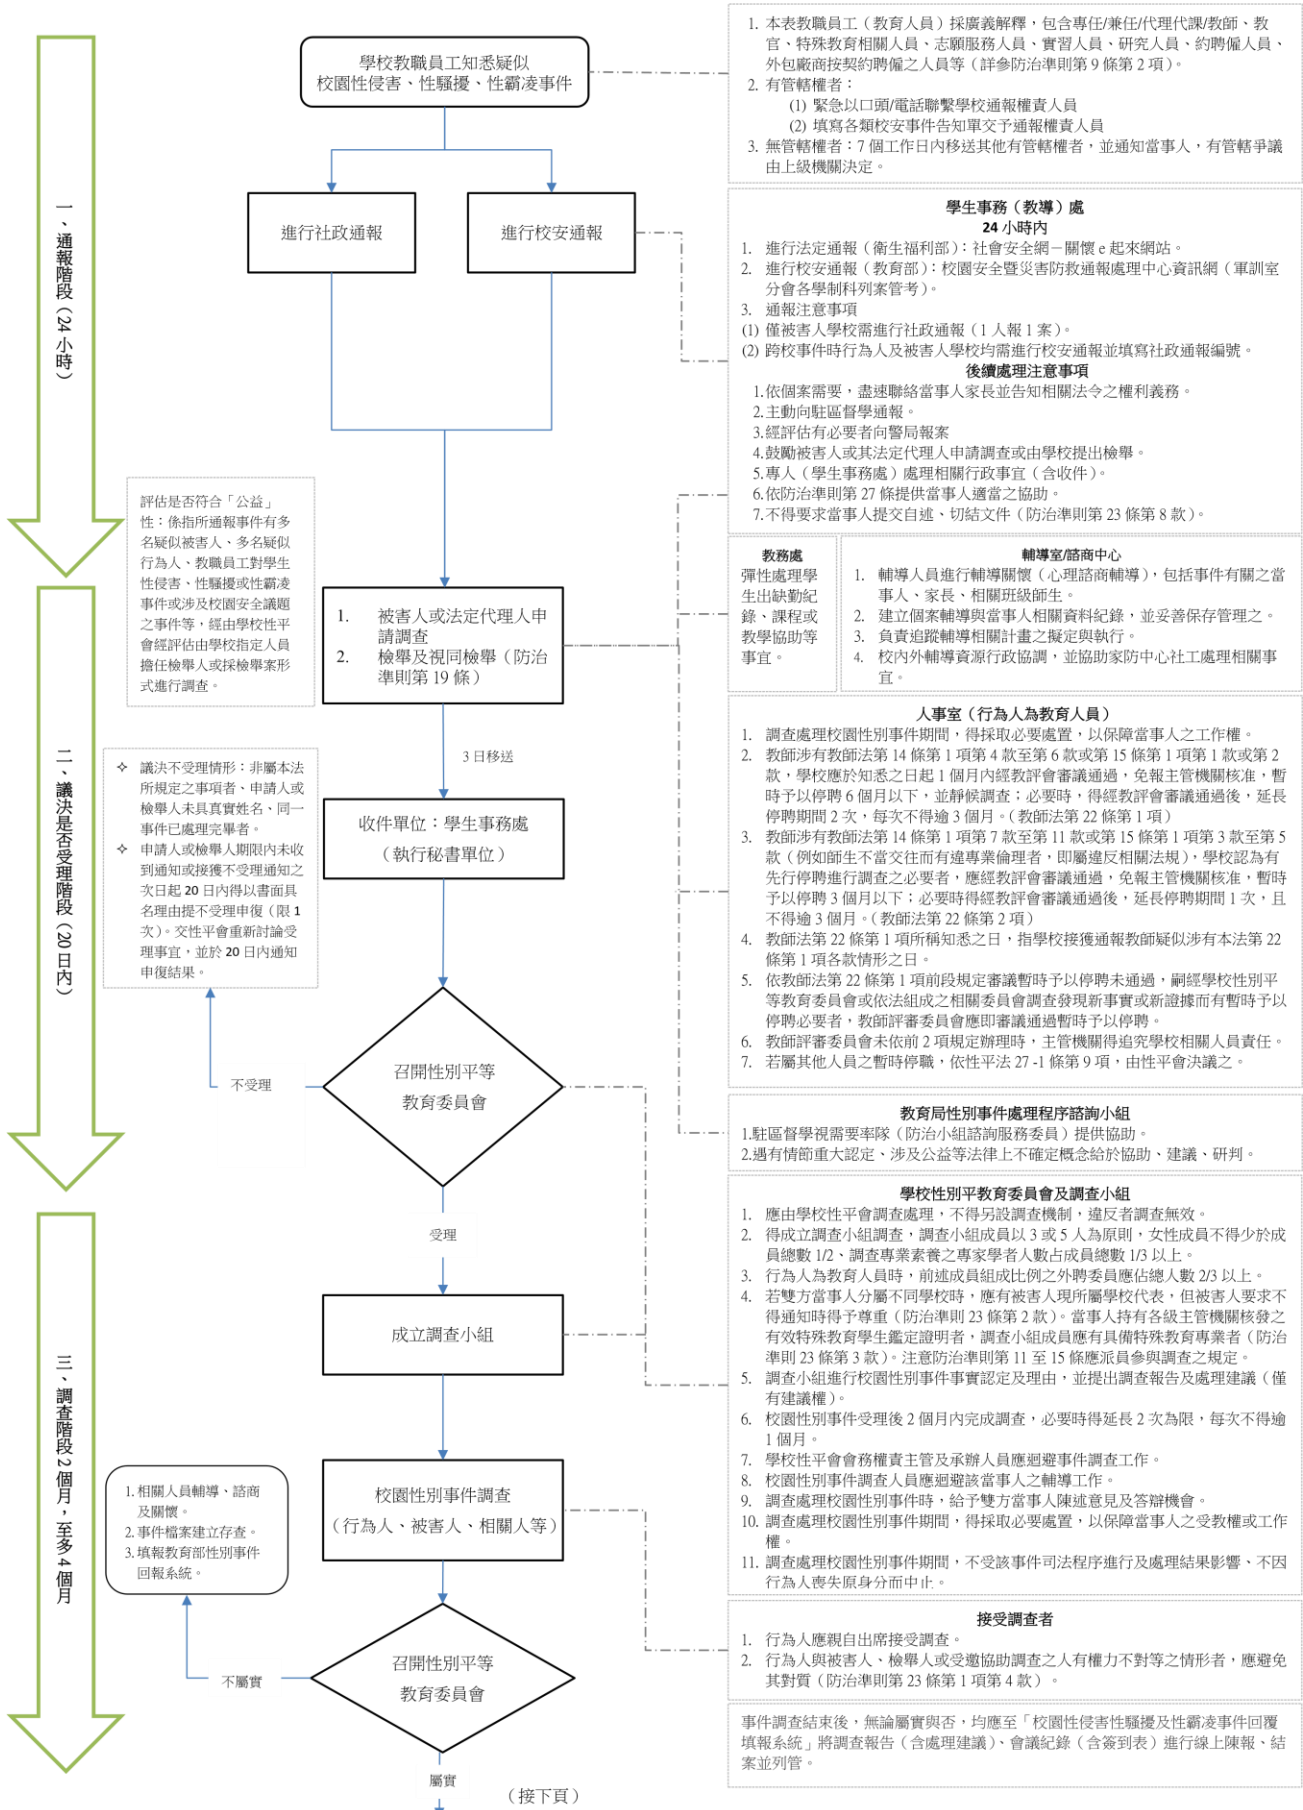 學校教職員工知悉疑似
校園性侵害、性騷擾、性霸凌事件
1. 本表教職員工（教育人員）採廣義解釋，包含專任/兼任/代理代課/教師、教
官、特殊教育相關人員、志願服務人員、實習人員、研究人員、約聘僱人員、
外包廠商按契約聘僱之人員等（詳參防治準則第 9 條第 2 項）。
2. 有管轄權者：
(1) 緊急以口頭/電話聯繫學校通報權責人員
(2) 填寫各類校安事件告知單交予通報權責人員
3. 無管轄權者：7 個工作日內移送其他有管轄權者，並通知當事人，有管轄爭議
由上級機關決定。
一、通報階段（24 小時）
進行社政通報
進行校安通報
學生事務（教導）處
24 小時內
1. 進行法定通報（衛生福利部）：社會安全網－關懷 e 起來網站。
2. 進行校安通報（教育部）：校園安全暨災害防救通報處理中心資訊網（軍訓室
分會各學制科列案管考）。
3. 通報注意事項
(1) 僅被害人學校需進行社政通報（1 人報 1 案）。
(2) 跨校事件時行為人及被害人學校均需進行校安通報並填寫社政通報編號。
後續處理注意事項
1.依個案需要，盡速聯絡當事人家長並告知相關法令之權利義務。
2.主動向駐區督學通報。
3.經評估有必要者向警局報案
4.鼓勵被害人或其法定代理人申請調查或由學校提出檢舉。
5.專人（學生事務處）處理相關行政事宜（含收件）。
6.依防治準則第 27 條提供當事人適當之協助。
7.不得要求當事人提交自述、切結文件（防治準則第 23 條第 8 款）。
評估是否符合「公益」
性：係指所通報事件有多
名疑似被害人、多名疑似
行為人、教職員工對學生
性侵害、性騷擾或性霸凌
事件或涉及校園安全議題
之事件等，經由學校性平
會經評估由學校指定人員
擔任檢舉人或採檢舉案形
式進行調查。
教務處
彈性處理學
生出缺勤紀
錄、課程或
教學協助等
事宜。
輔導室/諮商中心
1. 輔導人員進行輔導關懷（心理諮商輔導），包括事件有關之當
事人、家長、相關班級師生。
2. 建立個案輔導與當事人相關資料紀錄，並妥善保存管理之。
3. 負責追蹤輔導相關計畫之擬定與執行。
4. 校內外輔導資源行政協調，並協助家防中心社工處理相關事
宜。
二、議決是否受理階段（20 日內）
1. 被害人或法定代理人申
請調查
2. 檢舉及視同檢舉（防治
準則第 19 條）
3 日移送
人事室（行為人為教育人員）
1. 調查處理校園性別事件期間，得採取必要處置，以保障當事人之工作權。
2. 教師涉有教師法第 14 條第 1 項第 4 款至第 6 款或第 15 條第 1 項第 1 款或第 2
款，學校應於知悉之日起 1 個月內經教評會審議通過，免報主管機關核准，暫
時予以停聘 6 個月以下，並靜候調查；必要時，得經教評會審議通過後，延長
停聘期間 2 次，每次不得逾 3 個月。（教師法第 22 條第 1 項）
3. 教師涉有教師法第 14 條第 1 項第 7 款至第 11 款或第 15 條第 1 項第 3 款至第 5
款（例如師生不當交往而有違專業倫理者，即屬違反相關法規），學校認為有
先行停聘進行調查之必要者，應經教評會審議通過，免報主管機關核准，暫時
予以停聘 3 個月以下；必要時得經教評會審議通過後，延長停聘期間 1 次，且
不得逾 3 個月。（教師法第 22 條第 2 項）
4. 教師法第 22 條第 1 項所稱知悉之日，指學校接獲通報教師疑似涉有本法第 22
條第 1 項各款情形之日。
5. 依教師法第 22 條第 1 項前段規定審議暫時予以停聘未通過，嗣經學校性別平
等教育委員會或依法組成之相關委員會調查發現新事實或新證據而有暫時予以
停聘必要者，教師評審委員會應即審議通過暫時予以停聘。
6. 教師評審委員會未依前 2 項規定辦理時，主管機關得追究學校相關人員責任。
7. 若屬其他人員之暫時停職，依性平法 27 -1 條第 9 項，由性平會決議之。
✧ 議決不受理情形：非屬本法
所規定之事項者、申請人或
檢舉人未具真實姓名、同一
事件已處理完畢者。
✧ 申請人或檢舉人期限內未收
到通知或接獲不受理通知之
次日起 20 日內得以書面具
名理由提不受理申復（限 1
次）。交性平會重新討論受
理事宜，並於 20 日內通知
申復結果。
收件單位：學生事務處
（執行秘書單位）
召開性別平等
教育委員會
不受理
受理
教育局性別事件處理程序諮詢小組
1.駐區督學視需要率隊（防治小組諮詢服務委員）提供協助。
2.遇有情節重大認定、涉及公益等法律上不確定概念給於協助、建議、研判。
三、調查階段 2 個月，至多 4 個月
學校性別平教育委員會及調查小組
1. 應由學校性平會調查處理，不得另設調查機制，違反者調查無效。
2. 得成立調查小組調查，調查小組成員以 3 或 5 人為原則，女性成員不得少於成
員總數 1/2、調查專業素養之專家學者人數占成員總數 1/3 以上。
3. 行為人為教育人員時，前述成員組成比例之外聘委員應佔總人數 2/3 以上。
4. 若雙方當事人分屬不同學校時，應有被害人現所屬學校代表，但被害人要求不
得通知時得予尊重（防治準則 23 條第 2 款）。當事人持有各級主管機關核發之
有效特殊教育學生鑑定證明者，調查小組成員應有具備特殊教育專業者（防治
準則 23 條第 3 款）。注意防治準則第 11 至 15 條應派員參與調查之規定。
5. 調查小組進行校園性別事件事實認定及理由，並提出調查報告及處理建議（僅
有建議權）。
6. 校園性別事件受理後 2 個月內完成調查，必要時得延長 2 次為限，每次不得逾
1 個月。
7. 學校性平會會務權責主管及承辦人員應迴避事件調查工作。
8. 校園性別事件調查人員應迴避該當事人之輔導工作。
9. 調查處理校園性別事件時，給予雙方當事人陳述意見及答辯機會。
10. 調查處理校園性別事件期間，得採取必要處置，以保障當事人之受教權或工作
權。
11. 調查處理校園性別事件期間，不受該事件司法程序進行及處理結果影響、不因
行為人喪失原身分而中止。
成立調查小組
校園性別事件調查
（行為人、被害人、相關人等）
1. 相關人員輔導、諮商
及關懷。
2. 事件檔案建立存查。
3. 填報教育部性別事件
回報系統。
接受調查者
1. 行為人應親自出席接受調查。
2. 行為人與被害人、檢舉人或受邀協助調查之人有權力不對等之情形者，應避免
其對質（防治準則第 23 條第 1 項第 4 款）。
召開性別平等
教育委員會
不屬實
事件調查結束後，無論屬實與否，均應至「校園性侵害性騷擾及性霸凌事件回覆
填報系統」將調查報告（含處理建議）、會議紀錄（含簽到表）進行線上陳報、結
案並列管。
屬實
（接下頁）